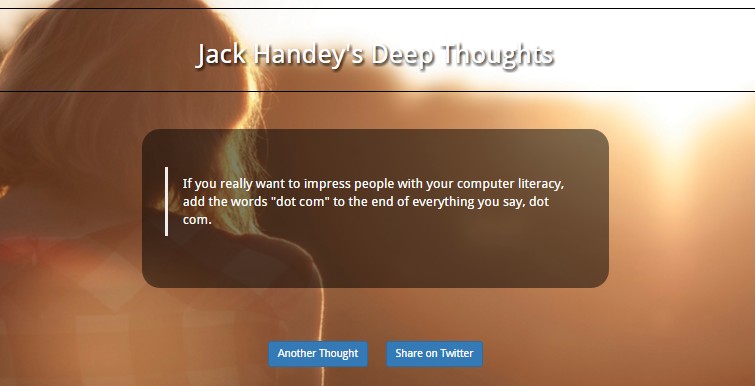 Jack Handey's Deep Thoughts
If you really want to impress people with your computer literacy,
add the words "dot com" to the end of everything you say, dot
com.
Another Thought
Share on Twitter